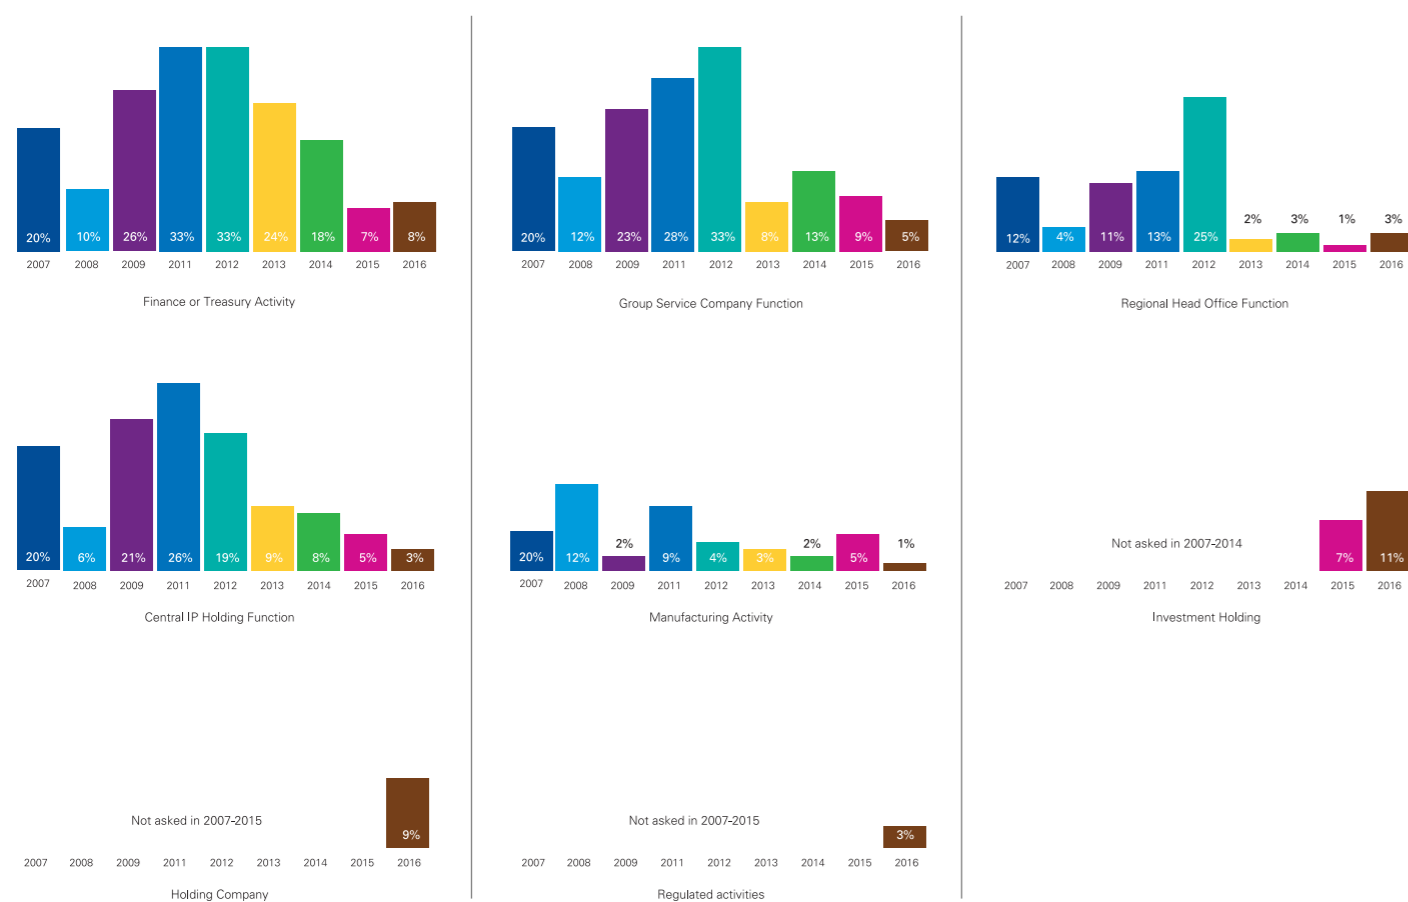 20% 10% 26% 33% 33% 24% 18% 7% 8%
2007 2008 2009 2011 2012 2013 2014 2015 2016
Finance or Treasury Activity
20% 12% 23% 28% 33% 8% 13% 9% 5%
2007 2008 2009 2011 2012 2013 2014 2015 2016
Group Service Company Function
2% 3% 1% 3%
12% 4% 11% 13% 25%
2007 2008 2009 2011 2012 2013 2014 2015 2016
Regional Head Office Function
20% 6% 21% 26% 19% 9% 8% 5% 3%
2007 2008 2009 2011 2012 2013 2014 2015 2016
Central IP Holding Function
2% 2% 1%
20% 12% 9% 4% 3% 5%
2007 2008 2009 2011 2012 2013 2014 2015 2016
Manufacturing Activity
Not asked in 2007-2014
7% 11%
2007 2008 2009 2011 2012 2013 2014 2015 2016
Investment Holding
Not asked in 2007-2015
9%
2007 2008 2009 2011 2012 2013 2014 2015 2016
Holding Company
Not asked in 2007-2015
3%
2007 2008 2009 2011 2012 2013 2014 2015 2016
Regulated activities